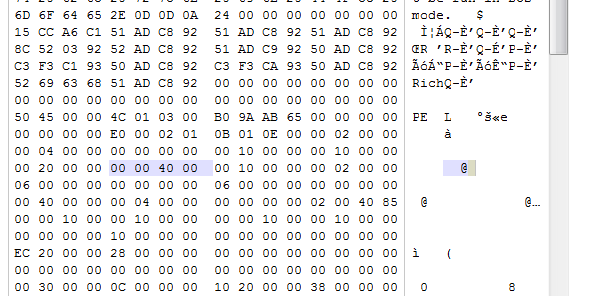 6D 6F 64 65 2E 0D 0D 0A 24 00 00 00 00 00 00 00 mode. $
15 CC A6 C1 51 AD C8 92 51 AD C8 92 51 AD C8 92 Ì¦ÁQ-È’Q-È’Q-È’
8C 52 03 92 52 AD C8 92 51 AD C9 92 50 AD C8 92 ŒR ’R-È’Q-É’P-È’
C3 F3 C1 93 50 AD C8 92 C3 F3 CA 93 50 AD C8 92 ÃóÁ“P-È’ÃóÊ“P-È’
52 69 63 68 51 AD C8 92 00 00 00 00 00 00 00 00 RichQ-È’
00 00 00 00 00 00 00 00 00 00 00 00 00 00 00 00
50 45 00 00 4C 01 03 00 B0 9A AB 65 00 00 00 00 PE L °š«e
00 00 00 00 E0 00 02 01 0B 01 0E 00 00 02 00 00 à
00 04 00 00 00 00 00 00 00 10 00 00 00 10 00 00
00 20 00 00 00 00 40 00 00 10 00 00 00 02 00 00 @
06 00 00 00 00 00 00 00 06 00 00 00 00 00 00 00
00 40 00 00 00 04 00 00 00 00 00 00 02 00 40 85 @ @…
00 00 10 00 00 10 00 00 00 00 10 00 00 10 00 00
00 00 00 00 10 00 00 00 00 00 00 00 00 00 00 00
EC 20 00 00 28 00 00 00 00 00 00 00 00 00 00 00 ì (
00 00 00 00 00 00 00 00 00 00 00 00 00 00 00 00
00 30 00 00 0C 00 00 00 10 20 00 00 38 00 00 00 0 8